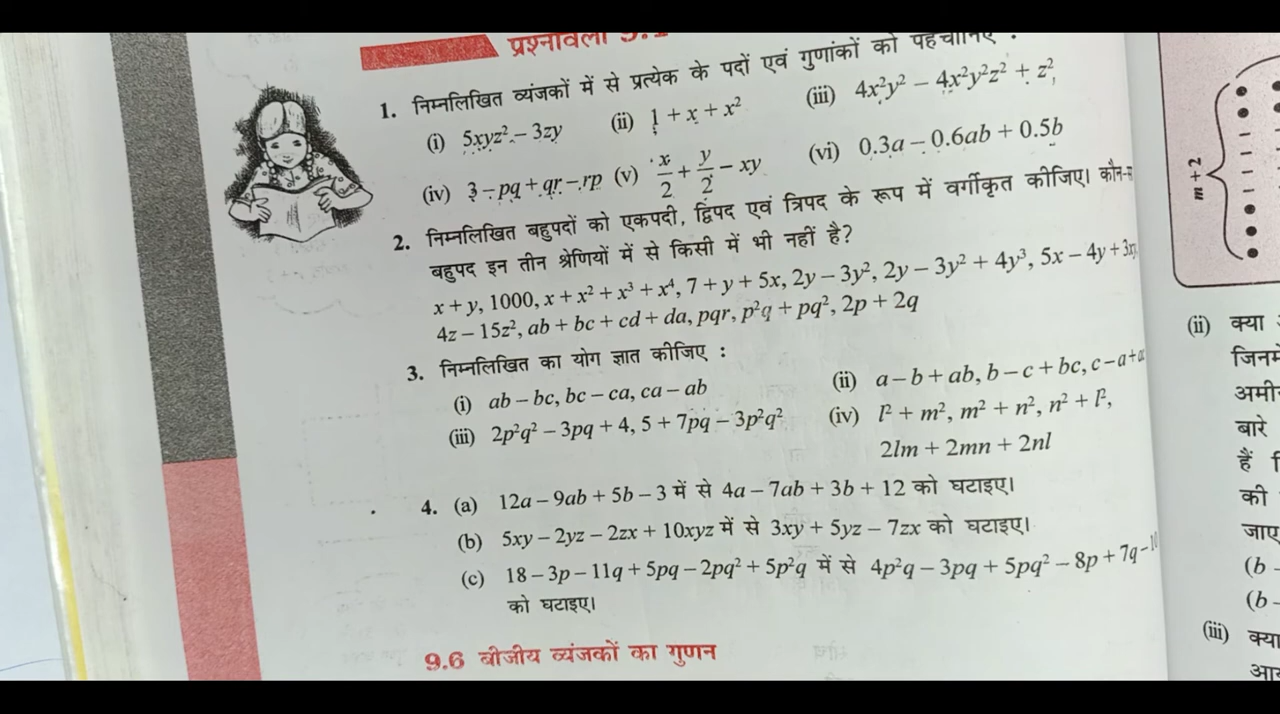 प्रश्नावली 9.1
1. निम्नलिखित व्यंजकों में से प्रत्येक के पदों एवं गुणांकों को पहचानिए :
(i) 5xyz² – 3zy (ii) 1 + x + x² (iii) 4x²y² – 4x²y²z² + z²
(iv) 3 – pq + qr – rp (v) x/2 + y/2 – xy (vi) 0.3a – 0.6ab + 0.5b
2. निम्नलिखित बहुपदों को एकपदी, द्विपद एवं त्रिपद के रूप में वर्गीकृत कीजिए। कौन-स
बहुपद इन तीन श्रेणियों में से किसी में भी नहीं है?
x + y, 1000, x + x² + x³ + x⁴, 7 + y + 5x, 2y – 3y², 2y – 3y² + 4y³, 5x – 4y + 3x
4z – 15z², ab + bc + cd + da, pqr, p²q + pq², 2p + 2q
3. निम्नलिखित का योग ज्ञात कीजिए :
(i) ab – bc, bc – ca, ca – ab (ii) a – b + ab, b – c + bc, c – a + a
(iii) 2p²q² – 3pq + 4, 5 + 7pq – 3p²q² (iv) l² + m², m² + n², n² + l²,
2lm + 2mn + 2nl
4. (a) 12a – 9ab + 5b – 3 में से 4a – 7ab + 3b + 12 को घटाइए।
(b) 5xy – 2yz – 2zx + 10xyz में से 3xy + 5yz – 7zx को घटाइए।
(c) 18 – 3p – 11q + 5pq – 2pq² + 5p²q में से 4p²q – 3pq + 5pq² – 8p + 7q – 10
को घटाइए।
9.6 बीजीय व्यंजकों का गुणन
m + 2
(ii) क्या
जिनमे
अमी
बारे
हैं
की
जाए
(b –
(b –
(iii) क्या